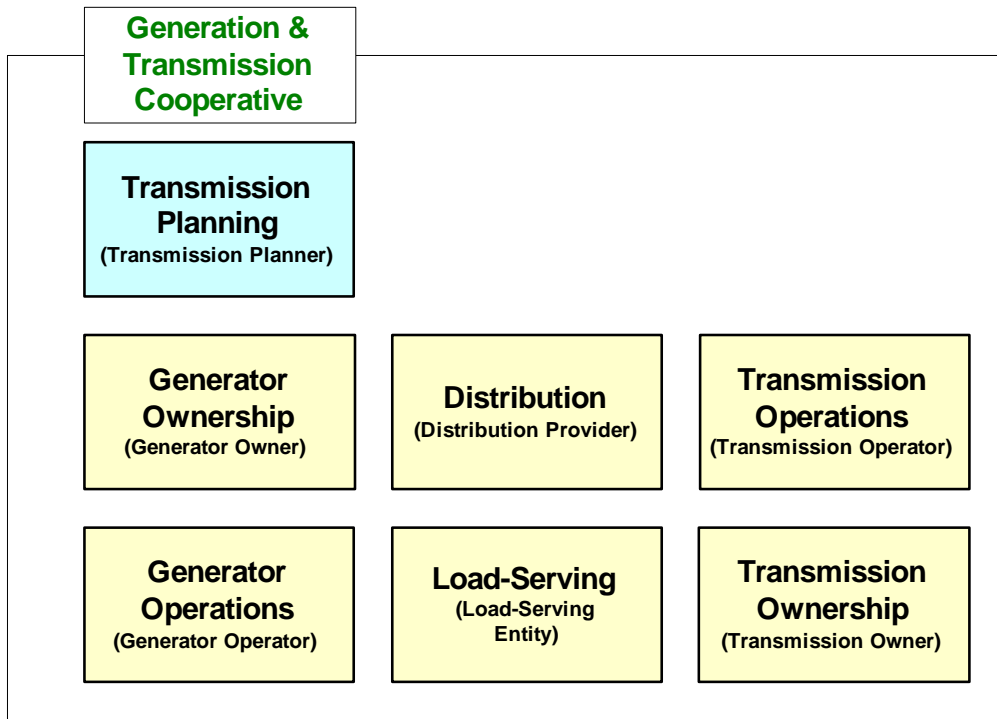 Generation &
Transmission
Cooperative
Transmission
Planning
(Transmission Planner)
Generator
Ownership
(Generator Owner)
Distribution
(Distribution Provider)
Transmission
Operations
(Transmission Operator)
Generator
Operations
(Generator Operator)
Load-Serving
(Load-Serving
Entity)
Transmission
Ownership
(Transmission Owner)